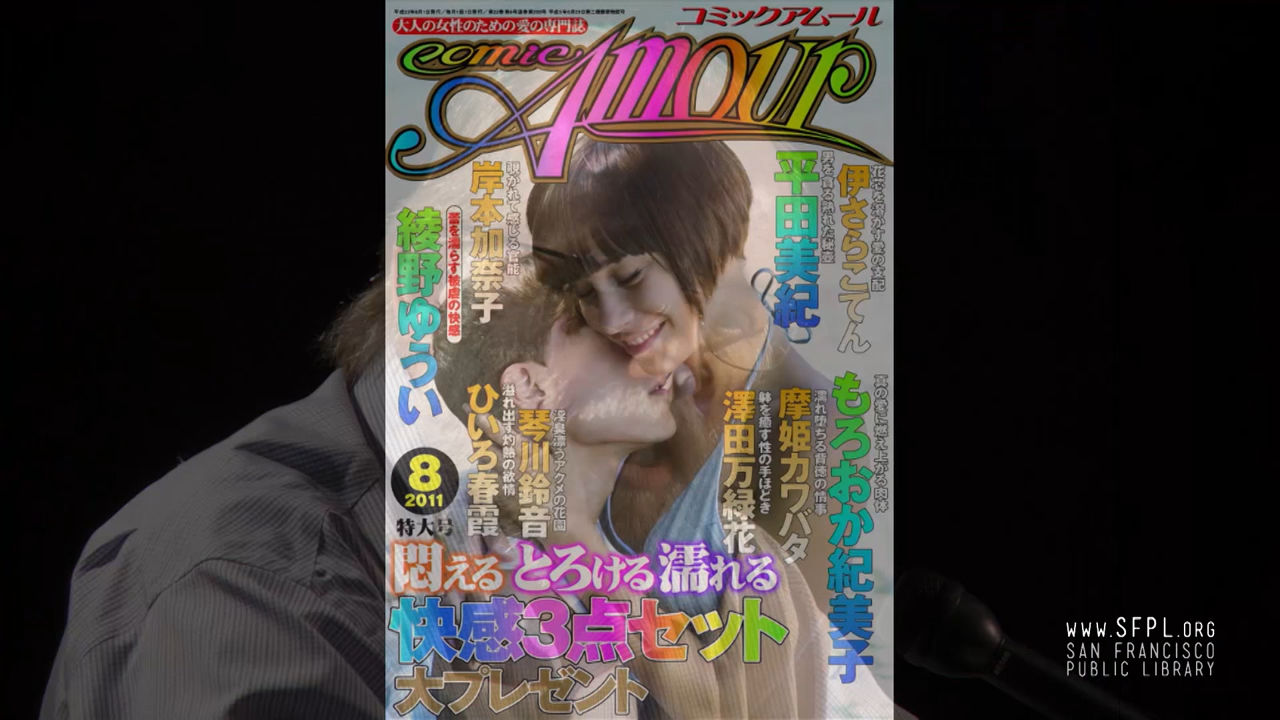 コミックアムール
大人の女性のための愛の専門誌
comic
Amour
花心を溶かす愛の支配
伊さらこてん
男を貪る熟れた秘壺
平田美紀
覗かれて感じる官能
岸本加奈子
蕾を濡らす被虐の快感
綾野ゆうい
真の愛に燃え上がる肉体
もろおか紀美子
濡れ堕ちる背徳の情事
摩姫カワバタ
躰を癒す性の手ほどき
澤田万緑花
淫臭漂うアクメの花園
琴川鈴音
溢れ出す灼熱の欲情
ひいろ春霞
8
2011
特大号
悶える とろける 濡れる
快感3点セット
大プレゼント
www.SFPL.ORG
SAN FRANCISCO
PUBLIC LIBRARY